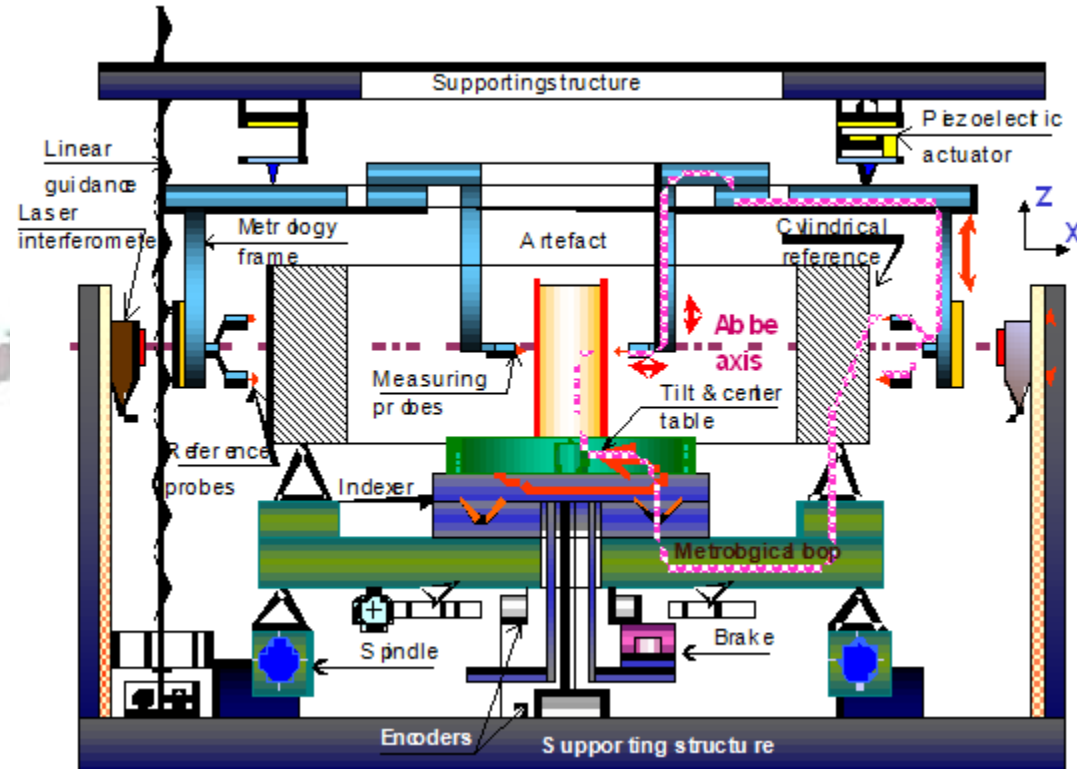 Supportingstructure
Piezoelectric
actuator
Linear
guidance
Laser
interferomete
Metrology
frame
Artefact
Cylindrical
reference
Z
X
Abbe
axis
Measuring
probes
Tilt & center
table
Reference
probes
Indexer
Metrological loop
Spindle
Brake
Encoders
Supporting structure